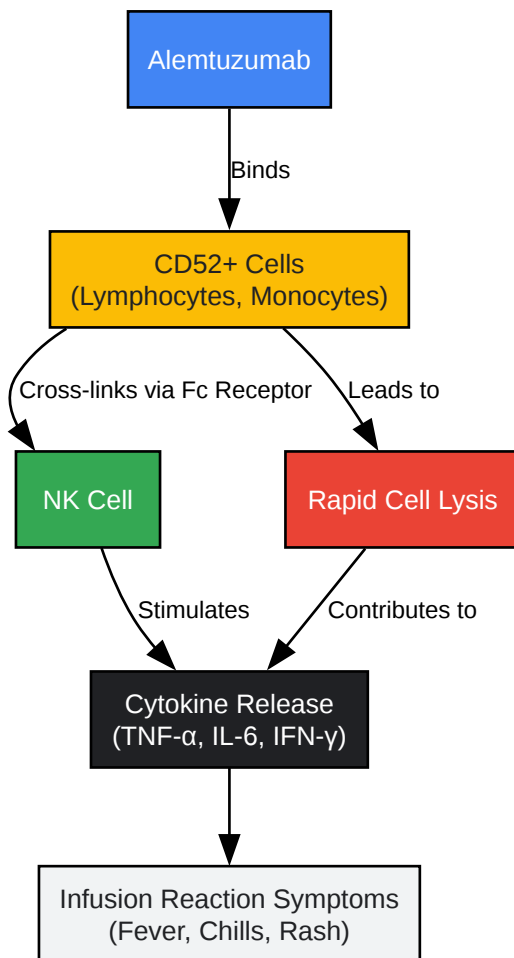 Alemtuzumab
Binds
CD52+ Cells
(Lymphocytes, Monocytes)
Cross-links via Fc Receptor
Leads to
NK Cell
Rapid Cell Lysis
Stimulates
Contributes to
Cytokine Release
(TNF-α, IL-6, IFN-γ)
Infusion Reaction Symptoms
(Fever, Chills, Rash)